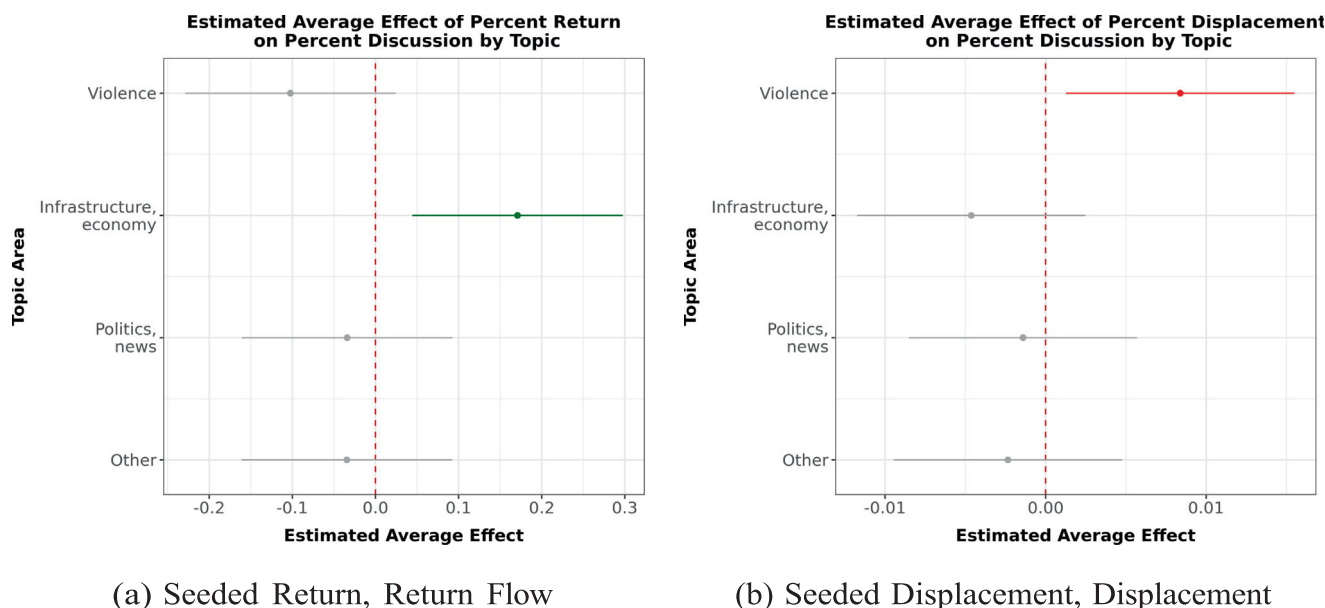 Estimated Average Effect of Percent Return
on Percent Discussion by Topic
Topic Area
Violence
Infrastructure,
economy
Politics,
news
Other
-0.2 -0.1 0.0 0.1 0.2 0.3
Estimated Average Effect
(a) Seeded Return, Return Flow
Estimated Average Effect of Percent Displacement
on Percent Discussion by Topic
Topic Area
Violence
Infrastructure,
economy
Politics,
news
Other
-0.01 0.00 0.01
Estimated Average Effect
(b) Seeded Displacement, Displacement